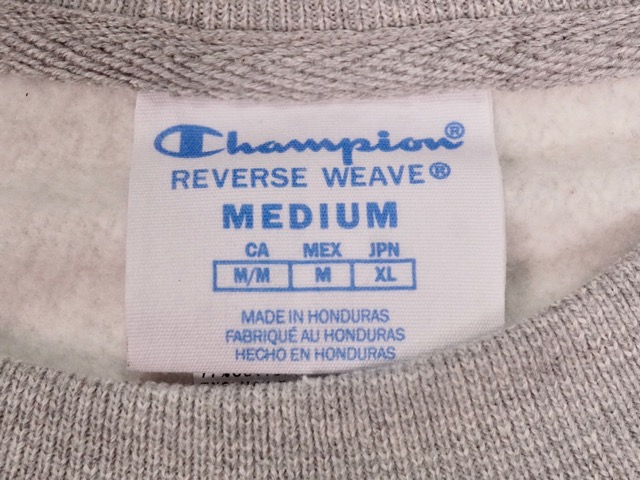 Champion®
REVERSE WEAVE®
MEDIUM
CA MEX JPN
M/M M XL
MADE IN HONDURAS
FABRIQUÉ AU HONDURAS
HECHO EN HONDURAS